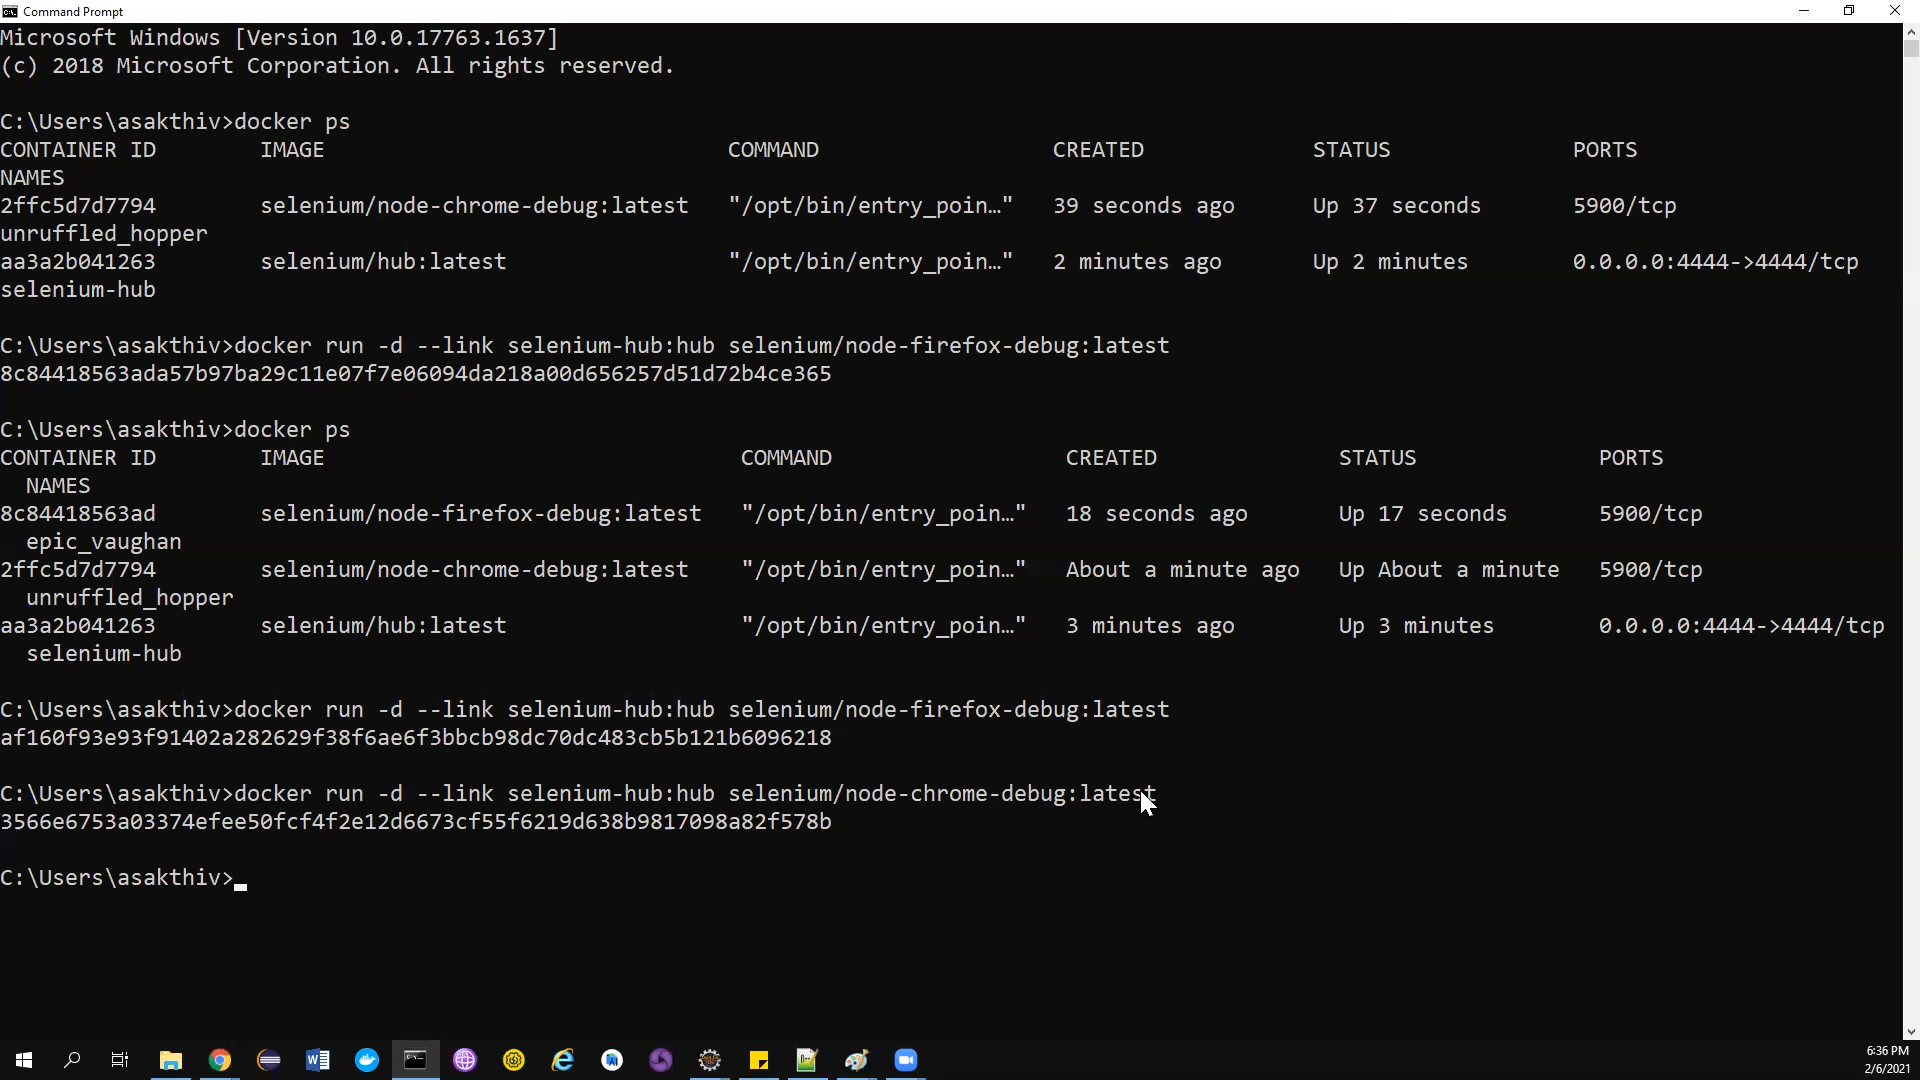 Command Prompt
Microsoft Windows [Version 10.0.17763.1637]
(c) 2018 Microsoft Corporation. All rights reserved.
C:\Users\asakthiv>docker ps
CONTAINER ID IMAGE COMMAND CREATED STATUS PORTS
NAMES
2ffc5d7d7794 selenium/node-chrome-debug:latest "/opt/bin/entry_poin…" 39 seconds ago Up 37 seconds 5900/tcp
unruffled_hopper
aa3a2b041263 selenium/hub:latest "/opt/bin/entry_poin…" 2 minutes ago Up 2 minutes 0.0.0.0:4444->4444/tcp
selenium-hub
C:\Users\asakthiv>docker run -d --link selenium-hub:hub selenium/node-firefox-debug:latest
8c84418563ada57b97ba29c11e07f7e06094da218a00d656257d51d72b4ce365
C:\Users\asakthiv>docker ps
CONTAINER ID IMAGE COMMAND CREATED STATUS PORTS
NAMES
8c84418563ad selenium/node-firefox-debug:latest "/opt/bin/entry_poin…" 18 seconds ago Up 17 seconds 5900/tcp
epic_vaughan
2ffc5d7d7794 selenium/node-chrome-debug:latest "/opt/bin/entry_poin…" About a minute ago Up About a minute 5900/tcp
unruffled_hopper
aa3a2b041263 selenium/hub:latest "/opt/bin/entry_poin…" 3 minutes ago Up 3 minutes 0.0.0.0:4444->4444/tcp
selenium-hub
C:\Users\asakthiv>docker run -d --link selenium-hub:hub selenium/node-firefox-debug:latest
af160f93e93f91402a282629f38f6ae6f3bbcb98dc70dc483cb5b121b6096218
C:\Users\asakthiv>docker run -d --link selenium-hub:hub selenium/node-chrome-debug:latest
3566e6753a03374efee50fcf4f2e12d6673cf55f6219d638b9817098a82f578b
C:\Users\asakthiv>
6:36 PM
2/6/2021